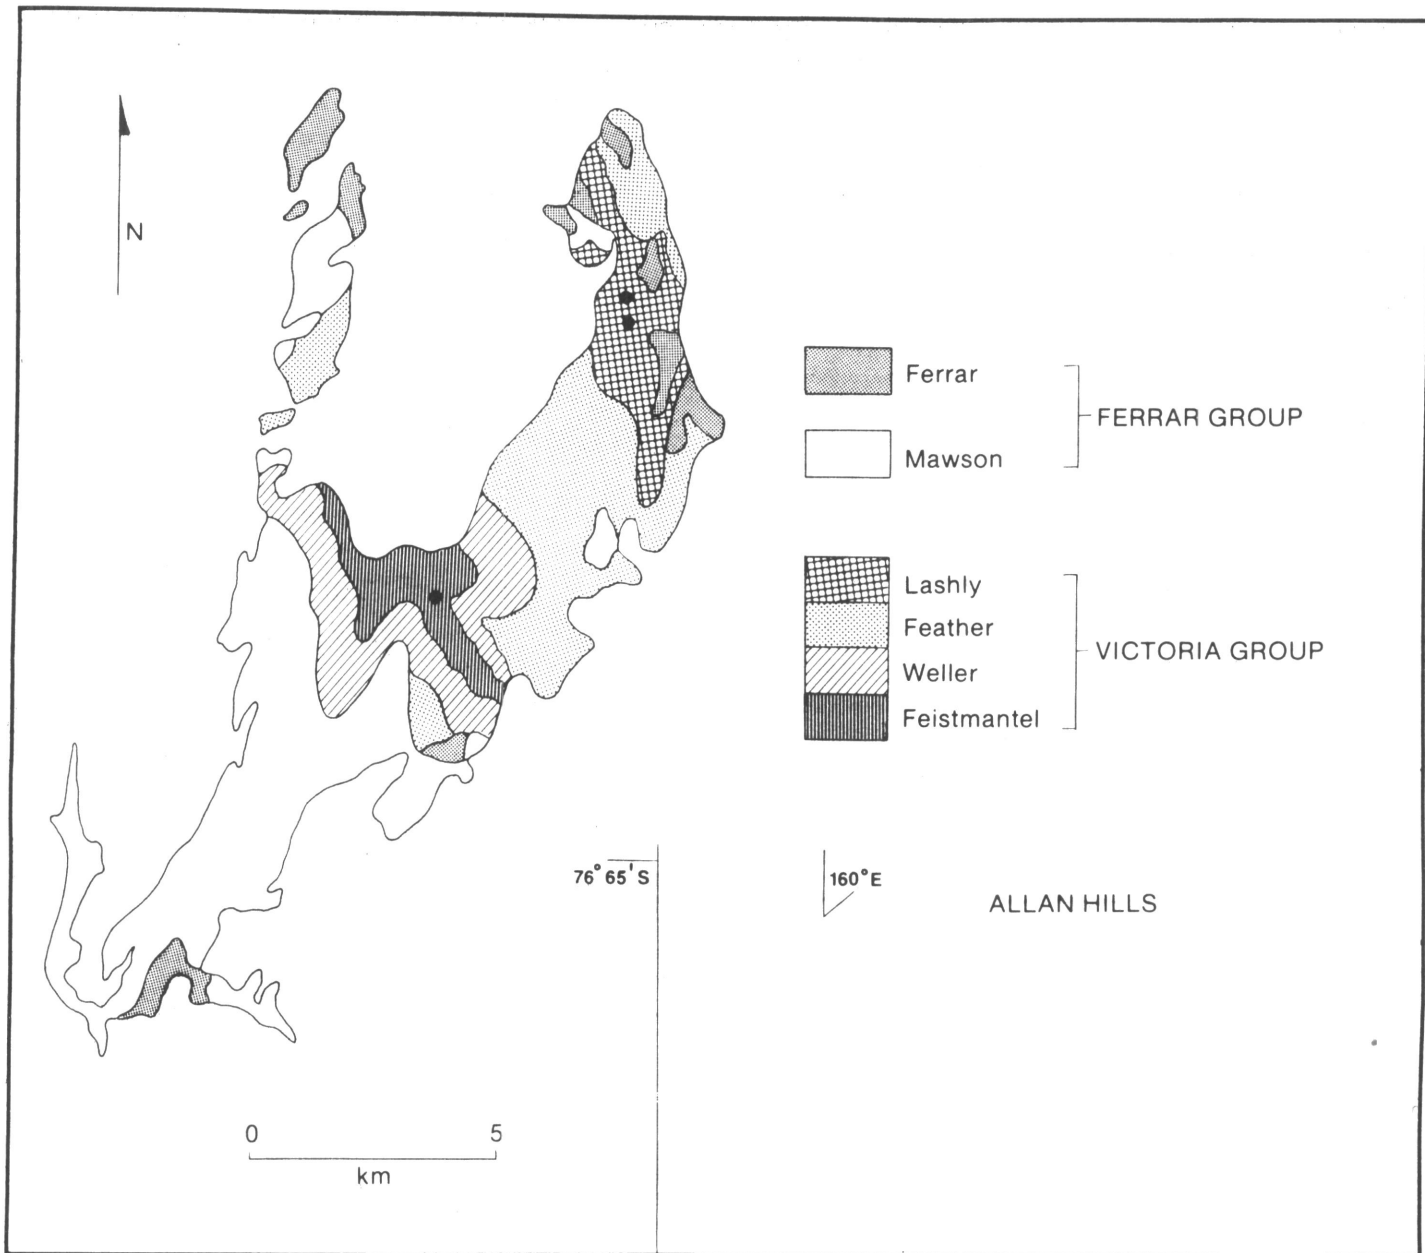 N
Ferrar
FERRAR GROUP
Mawson
Lashly
Feather
VICTORIA GROUP
Weller
Feistmantel
76°65'S
160°E
ALLAN HILLS
0 5
km